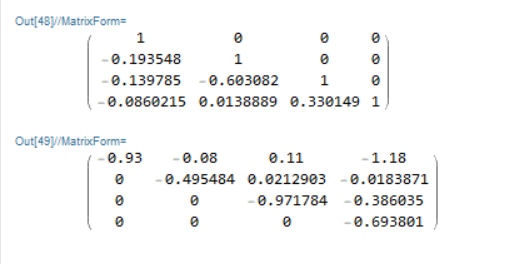 Out[48]//MatrixForm=
1 0 0 0
-0.193548 1 0 0
-0.139785 -0.603082 1 0
-0.0860215 0.0138889 0.330149 1
Out[49]//MatrixForm=
-0.93 -0.08 0.11 -1.18
0 -0.495484 0.0212903 -0.0183871
0 0 -0.971784 -0.386035
0 0 0 -0.693801